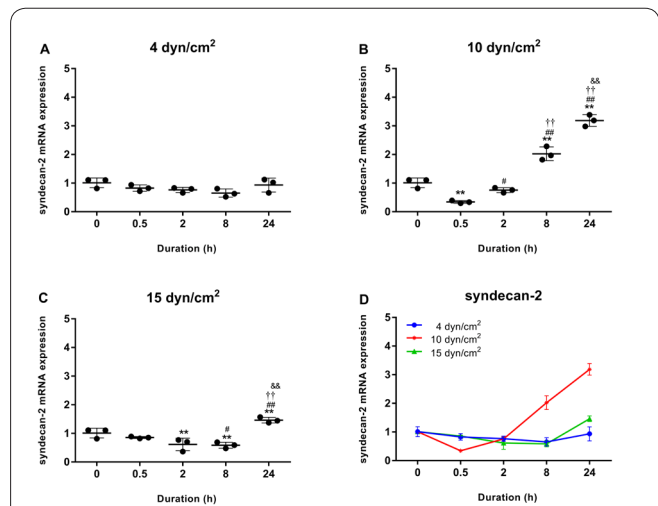 A
4 dyn/cm²
syndecan-2 mRNA expression
5
4
3
2
1
0
0 0.5 2 8 24
Duration (h)
B
10 dyn/cm²
syndecan-2 mRNA expression
5
4
3
2
1
0
**
#
††
##
**
&&
††
##
**
0 0.5 2 8 24
Duration (h)
C
15 dyn/cm²
syndecan-2 mRNA expression
5
4
3
2
1
0
**
#
**
&&
††
##
**
0 0.5 2 8 24
Duration (h)
D
syndecan-2
syndecan-2 mRNA expression
5
4
3
2
1
0
4 dyn/cm²
10 dyn/cm²
15 dyn/cm²
0 0.5 2 8 24
Duration (h)